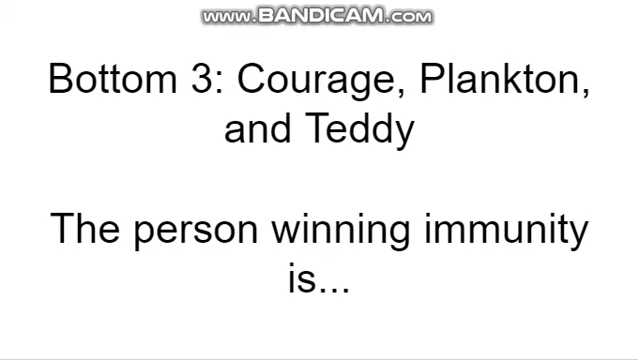 www.BANDICAM.com
Bottom 3: Courage, Plankton,
and Teddy
The person winning immunity
is...